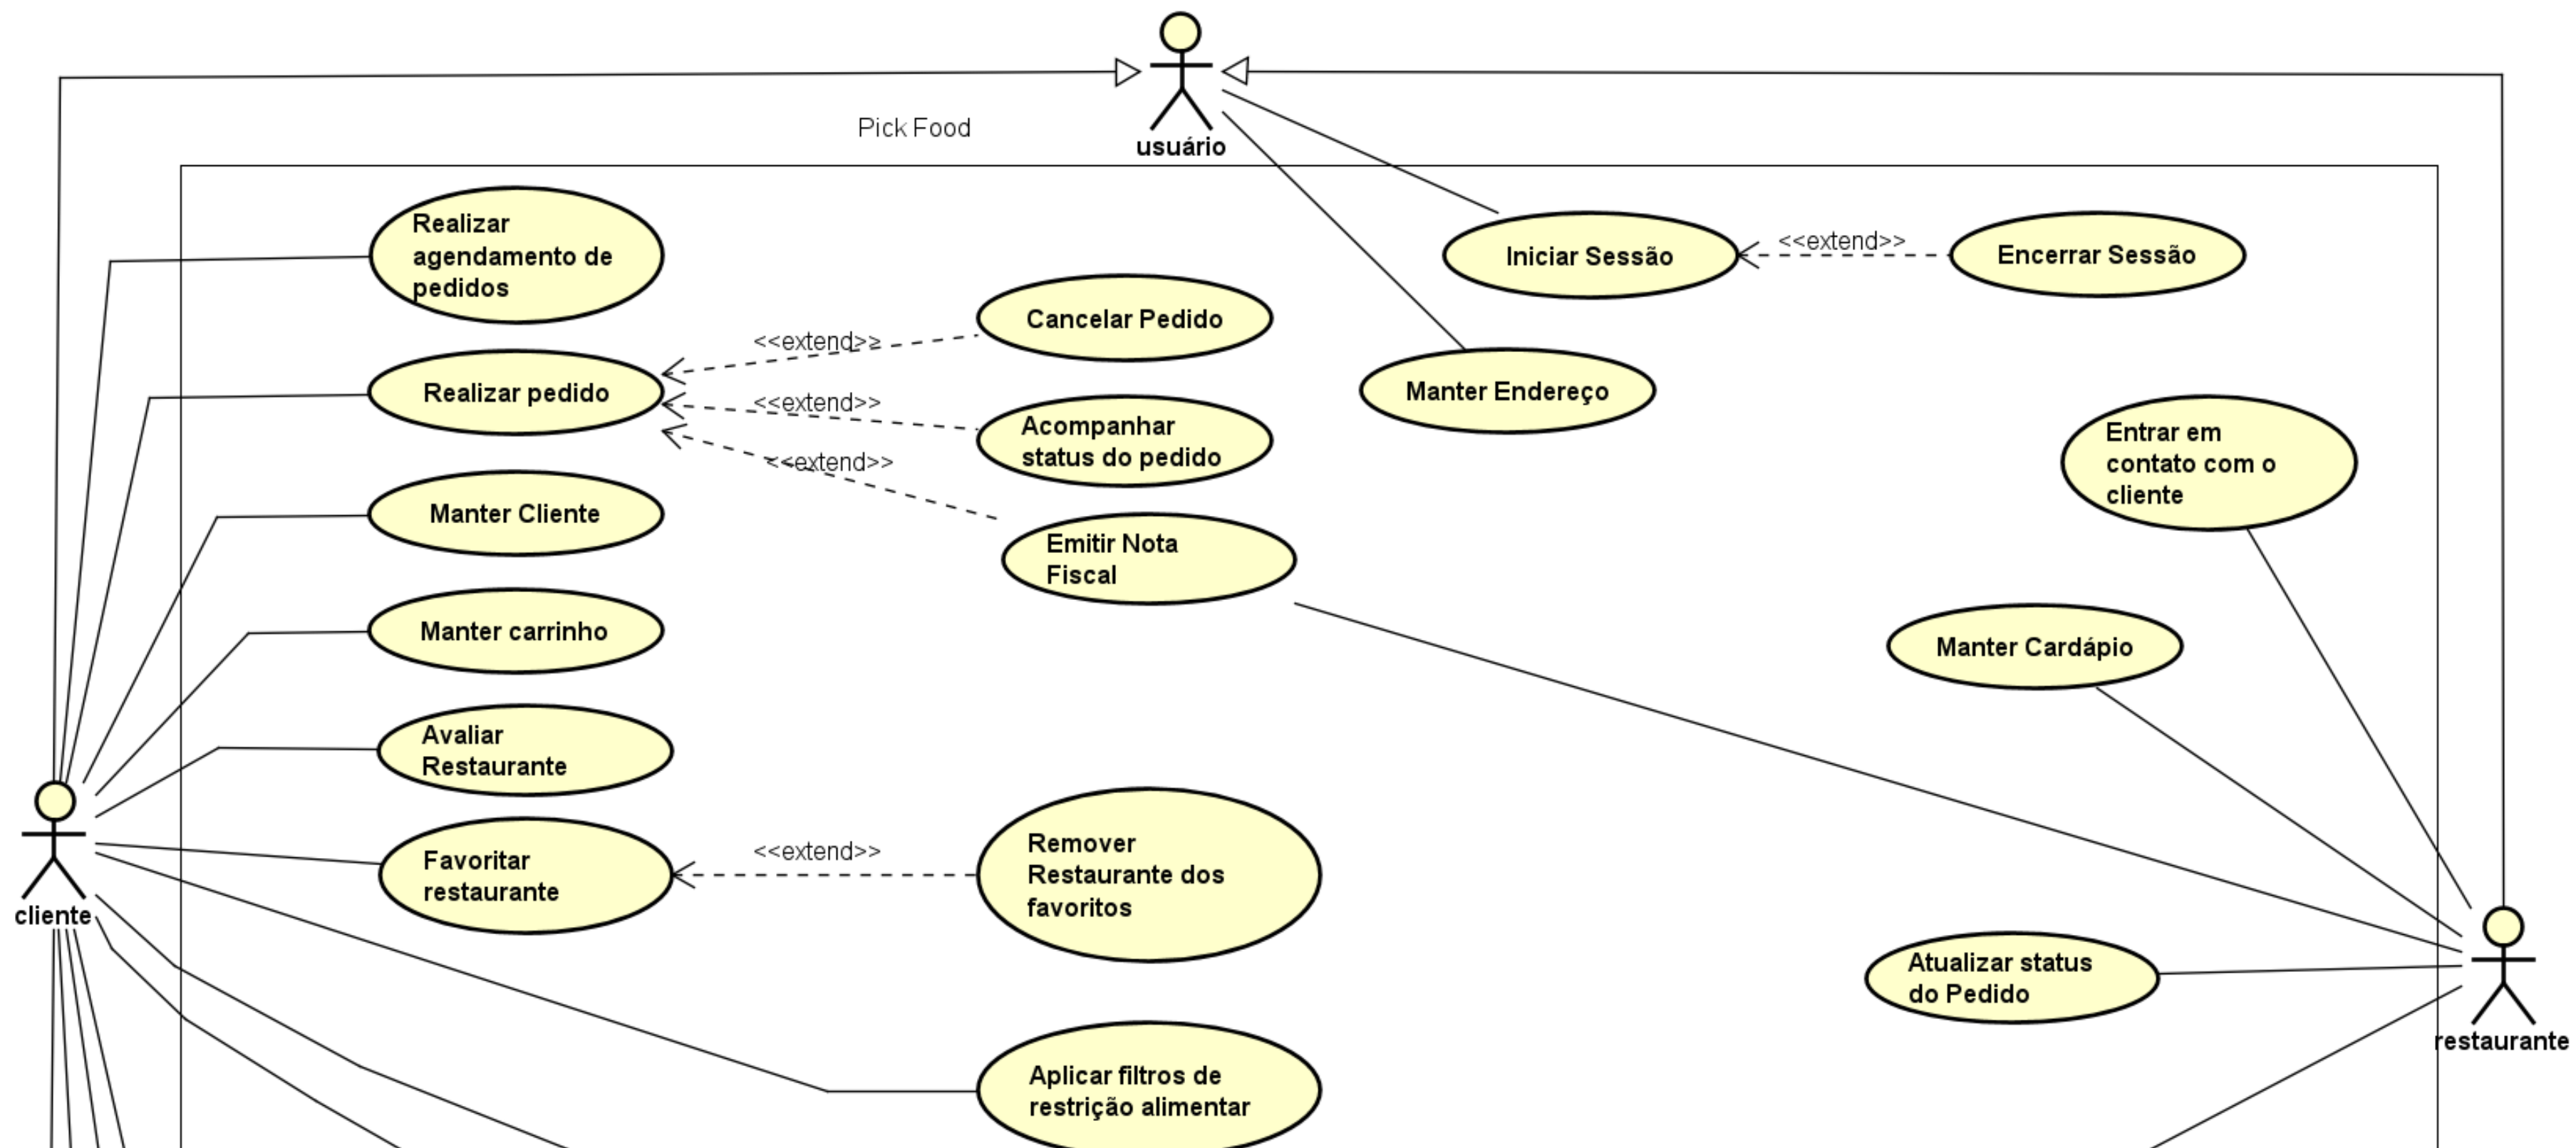 usuário
Pick Food
Realizar
agendamento de
pedidos
Iniciar Sessão
<<extend>>
Encerrar Sessão
Cancelar Pedido
<<extend>>
Realizar pedido
<<extend>>
Acompanhar
status do pedido
<<extend>>
Manter Endereço
Entrar em
contato com o
cliente
Manter Cliente
Emitir Nota
Fiscal
Manter carrinho
Manter Cardápio
Avaliar
Restaurante
Favoritar
restaurante
<<extend>>
Remover
Restaurante dos
favoritos
cliente
Atualizar status
do Pedido
restaurante
Aplicar filtros de
restrição alimentar